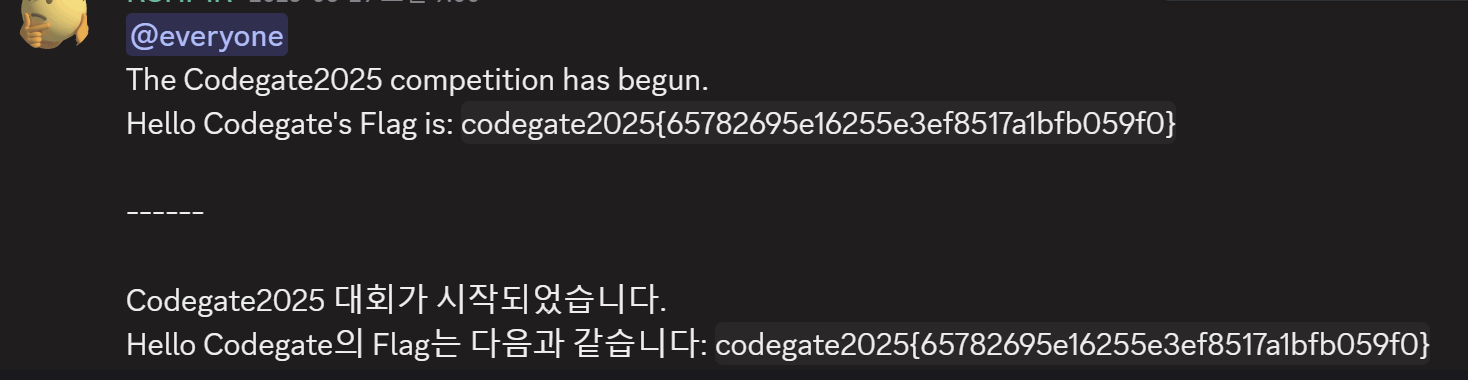 @everyone
The Codegate2025 competition has begun.
Hello Codegate's Flag is: codegate2025{65782695e16255e3ef8517a1bfb059f0}
------
Codegate2025 대회가 시작되었습니다.
Hello Codegate의 Flag는 다음과 같습니다: codegate2025{65782695e16255e3ef8517a1bfb059f0}